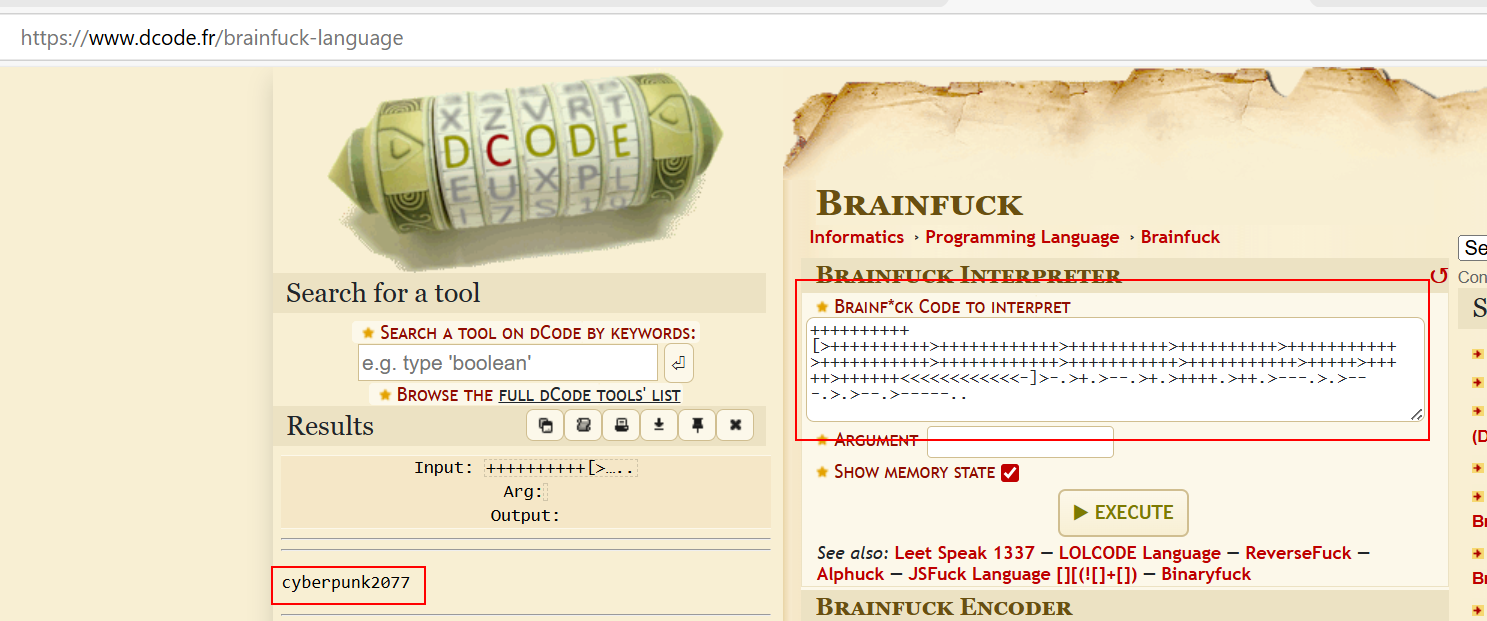 https://www.dcode.fr/brainfuck-language
X Z V R T
D C O D E
E U X P L
BRAINFUCK
Informatics › Programming Language › Brainfuck
Se
BRAINFUCK INTERPRETER
Con
Search for a tool
S
★ BRAINF*CK CODE TO INTERPRET
★ SEARCH A TOOL ON DCODE BY KEYWORDS:
e.g. type 'boolean'
★ BROWSE THE FULL DCODE TOOLS' LIST
++++++++++
Results
Input: ++++++++++[>…..
Arg:
Output:
cyberpunk2077
★ ARGUMENT
★ SHOW MEMORY STATE
▶ EXECUTE
See also: Leet Speak 1337 — LOLCODE Language — ReverseFuck —
Alphuck — JSFuck Language [][(![]+[]) — Binaryfuck
BRAINFUCK ENCODER
(D
Br
Br